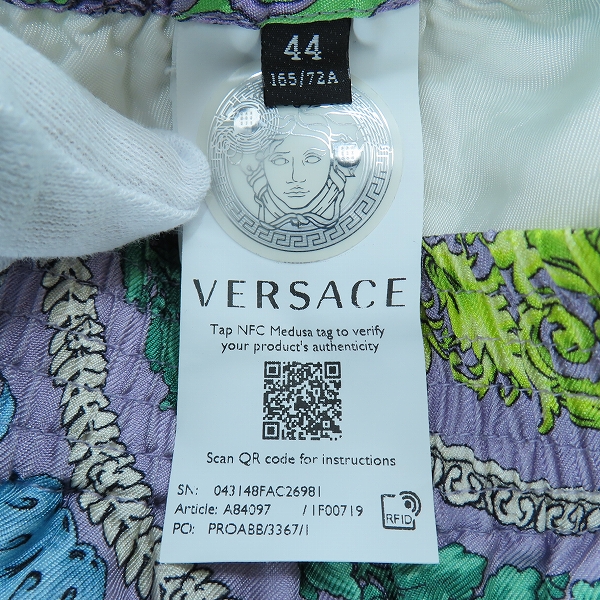 44
165/72A
VERSACE
Tap NFC Medusa tag to verify
your product's authenticity
Scan QR code for instructions
SN: 043148FAC26981
Article: A84097 / 1F00719
PCI: PROABB/3367/1
RFID